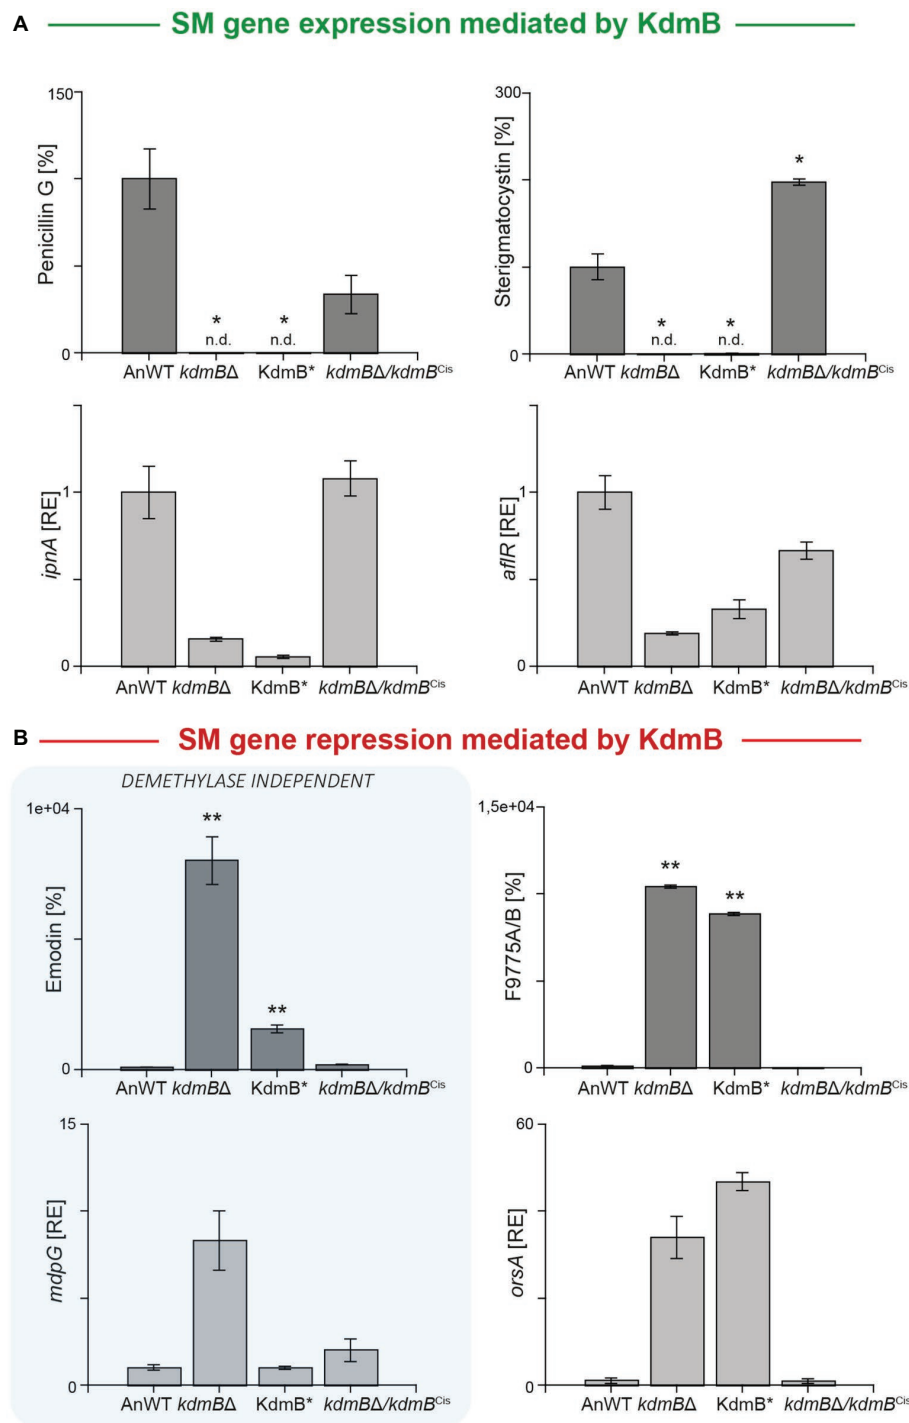 A SM gene expression mediated by KdmB
150
Penicillin G [%]
* *
n.d. n.d.
0
AnWT kdmBΔ KdmB* kdmBΔ/kdmBCis
300
Sterigmatocystin [%]
*
* *
n.d. n.d.
0
AnWT kdmBΔ KdmB* kdmBΔ/kdmBCis
1
ipnA [RE]
0
AnWT kdmBΔ KdmB* kdmBΔ/kdmBCis
1
aflR [RE]
0
AnWT kdmBΔ KdmB* kdmBΔ/kdmBCis
B SM gene repression mediated by KdmB
DEMETHYLASE INDEPENDENT
1e+04
Emodin [%]
**
**
0
AnWT kdmBΔ KdmB* kdmBΔ/kdmBCis
1,5e+04
F9775A/B [%]
**
**
0
AnWT kdmBΔ KdmB* kdmBΔ/kdmBCis
15
mdpG [RE]
0
AnWT kdmBΔ KdmB* kdmBΔ/kdmBCis
60
orsA [RE]
0
AnWT kdmBΔ KdmB* kdmBΔ/kdmBCis